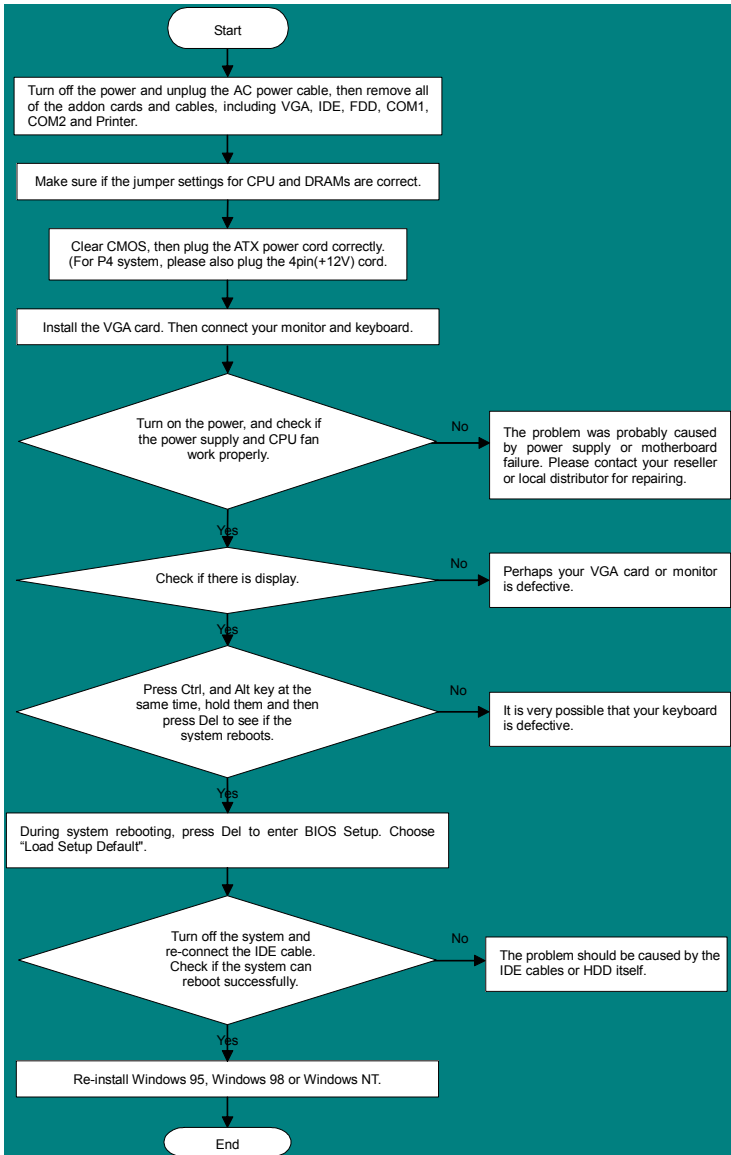 Start
Turn off the power and unplug the AC power cable, then remove all
of the addon cards and cables, including VGA, IDE, FDD, COM1,
COM2 and Printer.
Make sure if the jumper settings for CPU and DRAMs are correct.
Clear CMOS, then plug the ATX power cord correctly.
(For P4 system, please also plug the 4pin(+12V) cord.
Install the VGA card. Then connect your monitor and keyboard.
Turn on the power, and check if
the power supply and CPU fan
work properly.
No
The problem was probably caused
by power supply or motherboard
failure. Please contact your reseller
or local distributor for repairing.
Yes
Check if there is display.
No
Perhaps your VGA card or monitor
is defective.
Yes
Press Ctrl, and Alt key at the
same time, hold them and then
press Del to see if the
system reboots.
No
It is very possible that your keyboard
is defective.
Yes
During system rebooting, press Del to enter BIOS Setup. Choose
“Load Setup Default".
Turn off the system and
re-connect the IDE cable.
Check if the system can
reboot successfully.
No
The problem should be caused by the
IDE cables or HDD itself.
Yes
Re-install Windows 95, Windows 98 or Windows NT.
End